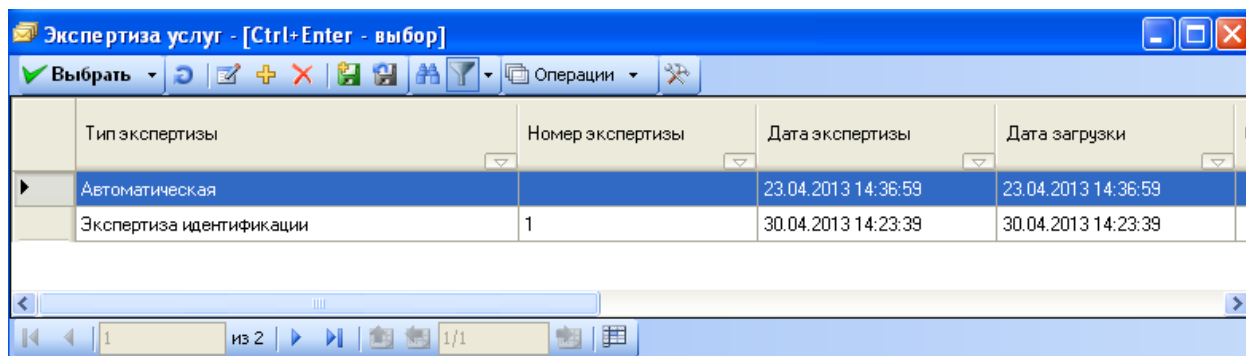 Экспертиза услуг - [Ctrl+Enter - выбор]
Выбрать Операции
Тип экспертизы Номер экспертизы Дата экспертизы Дата загрузки
Автоматическая 23.04.2013 14:36:59 23.04.2013 14:36:59
Экспертиза идентификации 1 30.04.2013 14:23:39 30.04.2013 14:23:39
1 из 2 1/1